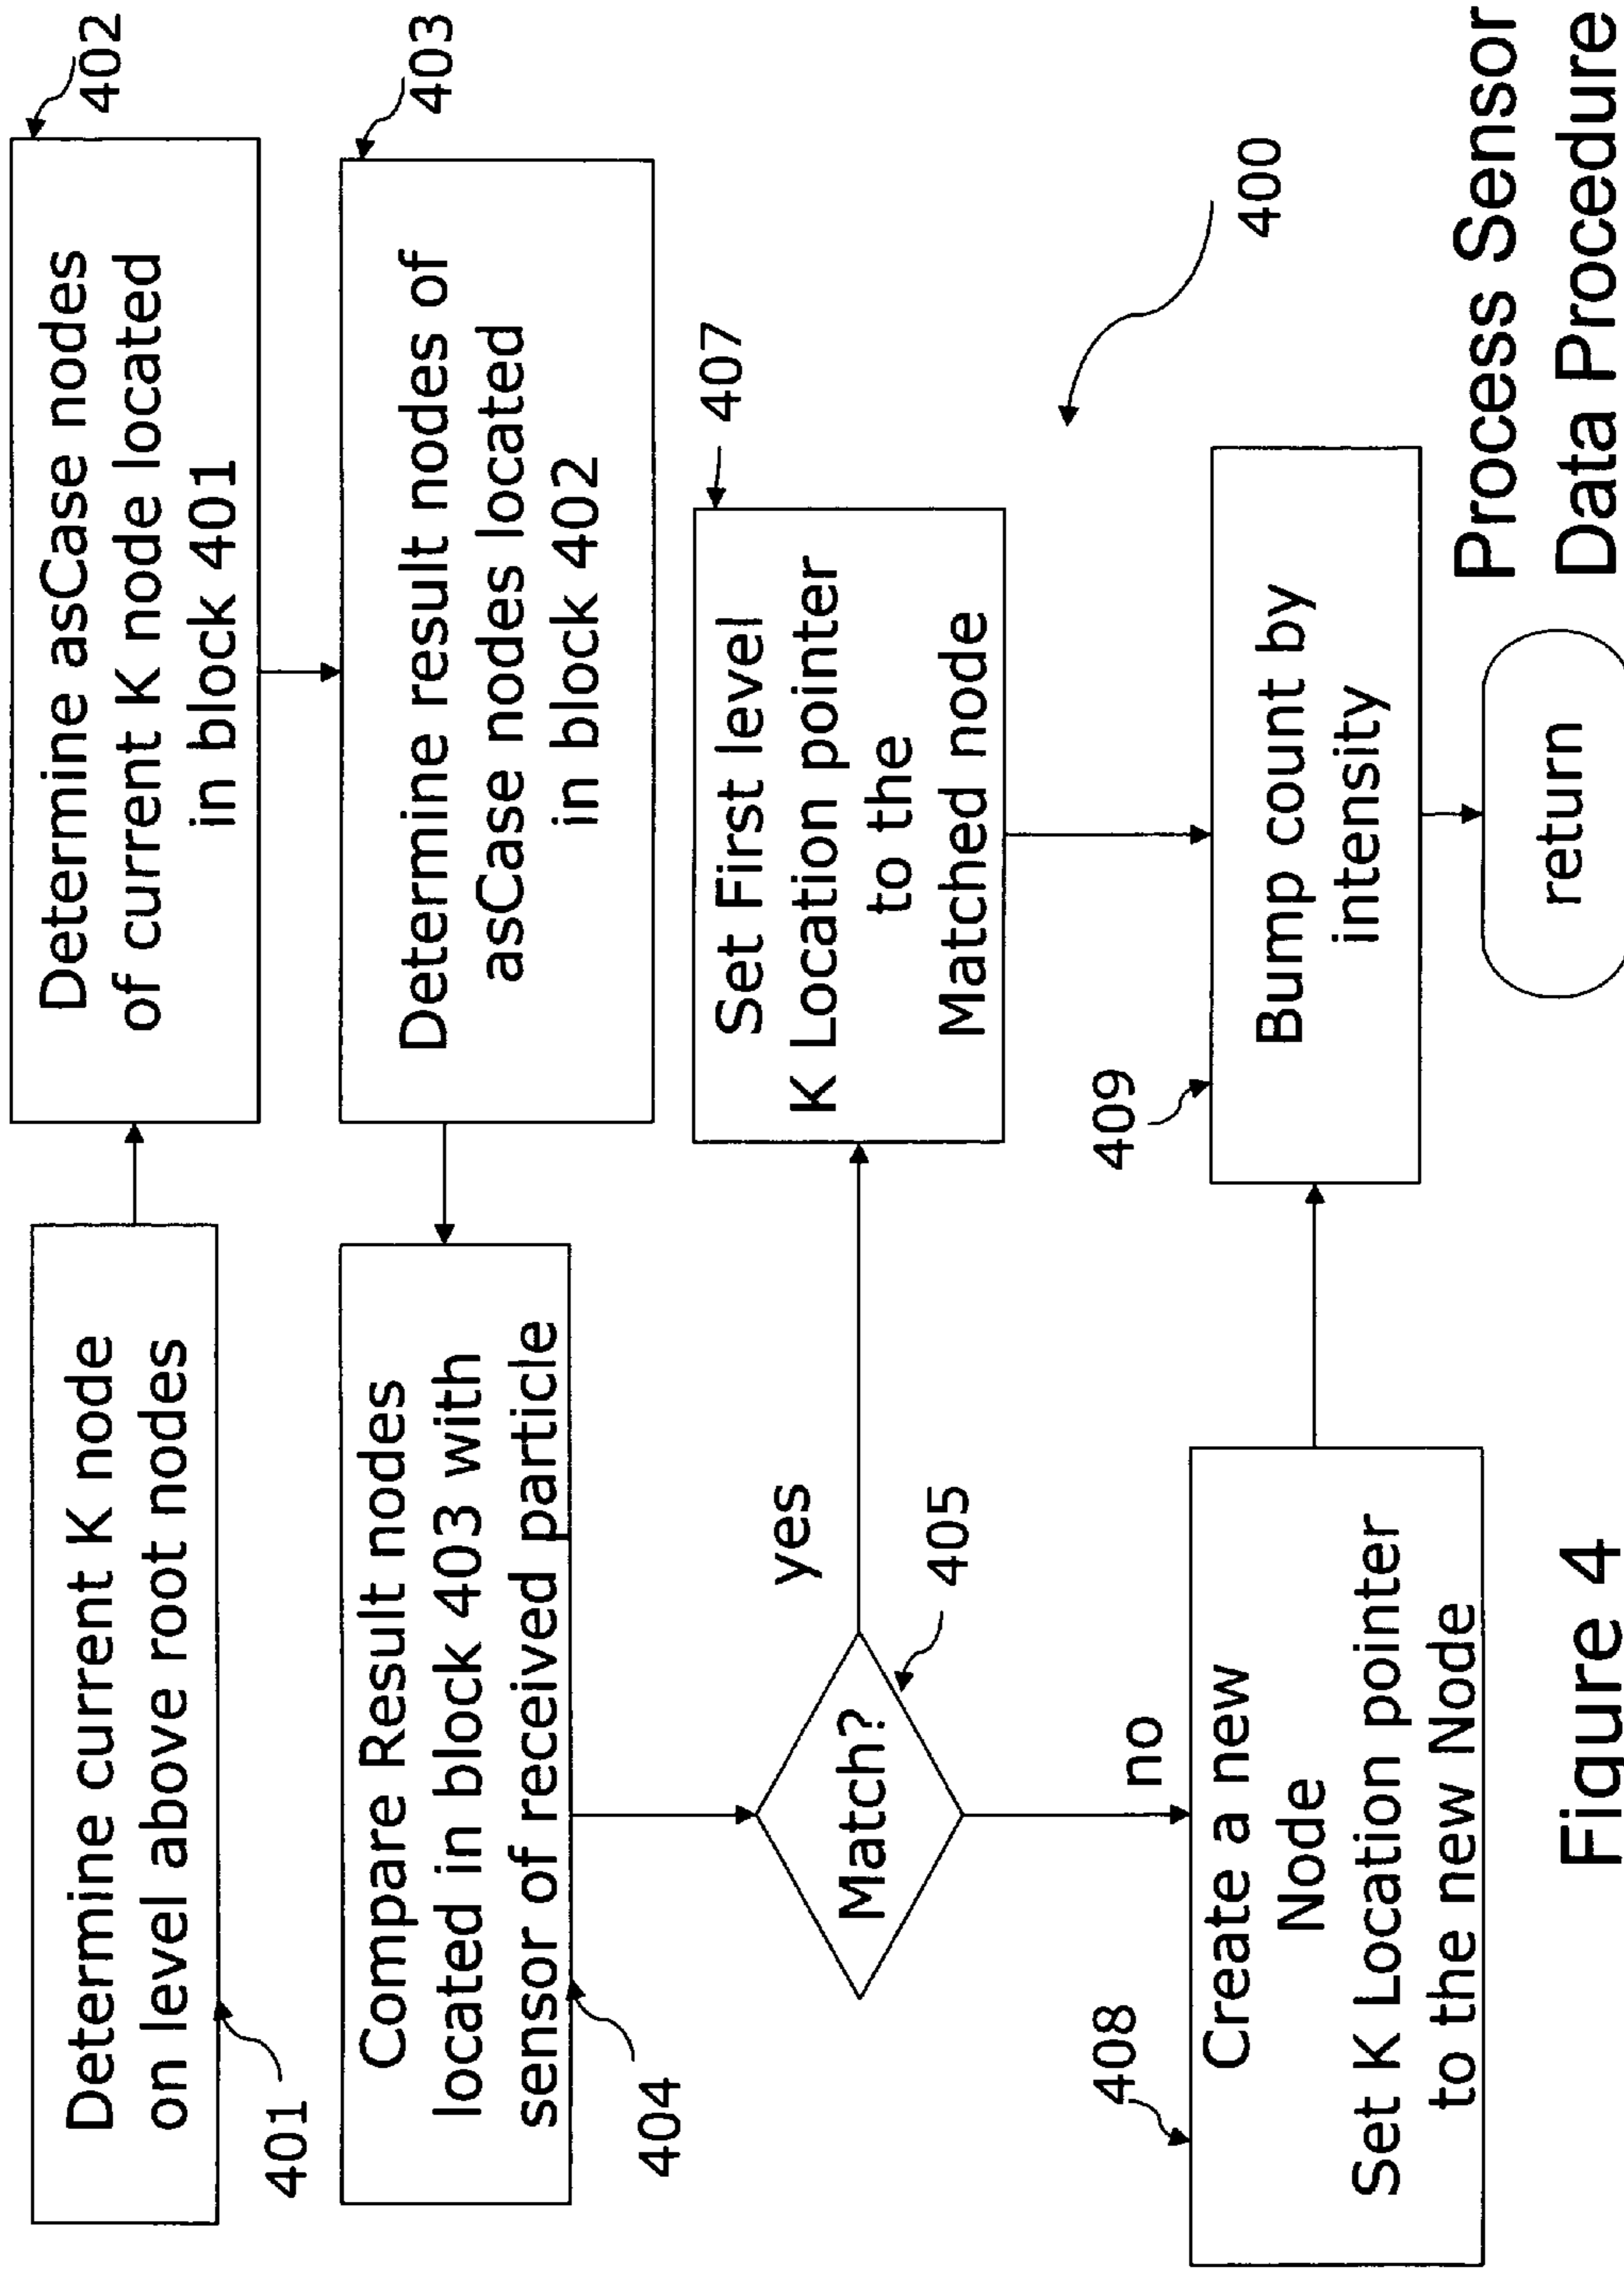 Determine current K node
on level above root nodes
401
Determine asCase nodes
of current K node located
in block 401
402
Determine result nodes of
asCase nodes located
in block 402
403
Compare Result nodes
located in block 403 with
sensor of received particle
404
Match?
405
yes
no
Set First level
K Location pointer
to the
Matched node
407
Create a new
Node
Set K Location pointer
to the new Node
408
Bump count by
intensity
409
return
400
Process Sensor
Data Procedure
Figure 4